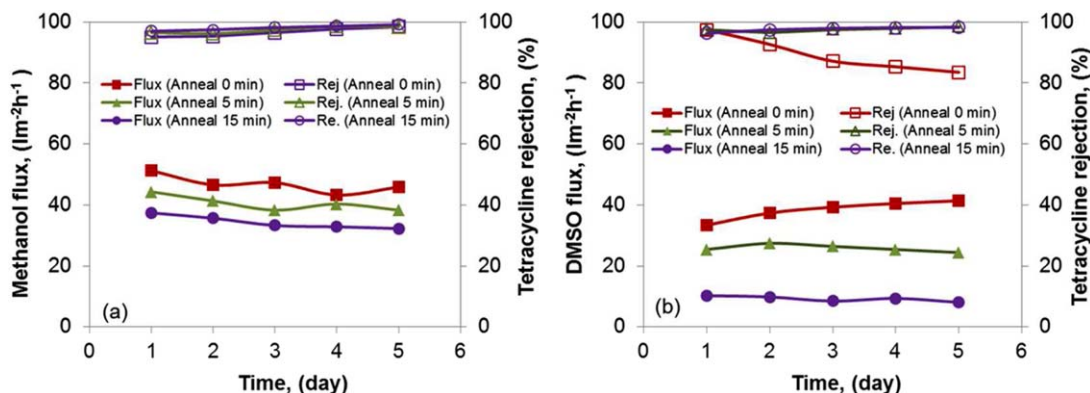 Methanol flux, (lm⁻²h⁻¹)
100
80
60
40
20
0
Flux (Anneal 0 min)
Rej (Anneal 0 min)
Flux (Anneal 5 min)
Rej. (Anneal 5 min)
Flux (Anneal 15 min)
Re. (Anneal 15 min)
(a)
0 1 2 3 4 5 6
Time, (day)
100
80
60
40
20
0
Tetracycline rejection, (%)
DMSO flux, (lm⁻²h⁻¹)
100
80
60
40
20
0
Flux (Anneal 0 min)
Rej (Anneal 0 min)
Flux (Anneal 5 min)
Rej. (Anneal 5 min)
Flux (Anneal 15 min)
Re. (Anneal 15 min)
(b)
0 1 2 3 4 5 6
Time, (day)
100
80
60
40
20
0
Tetracycline rejection, (%)